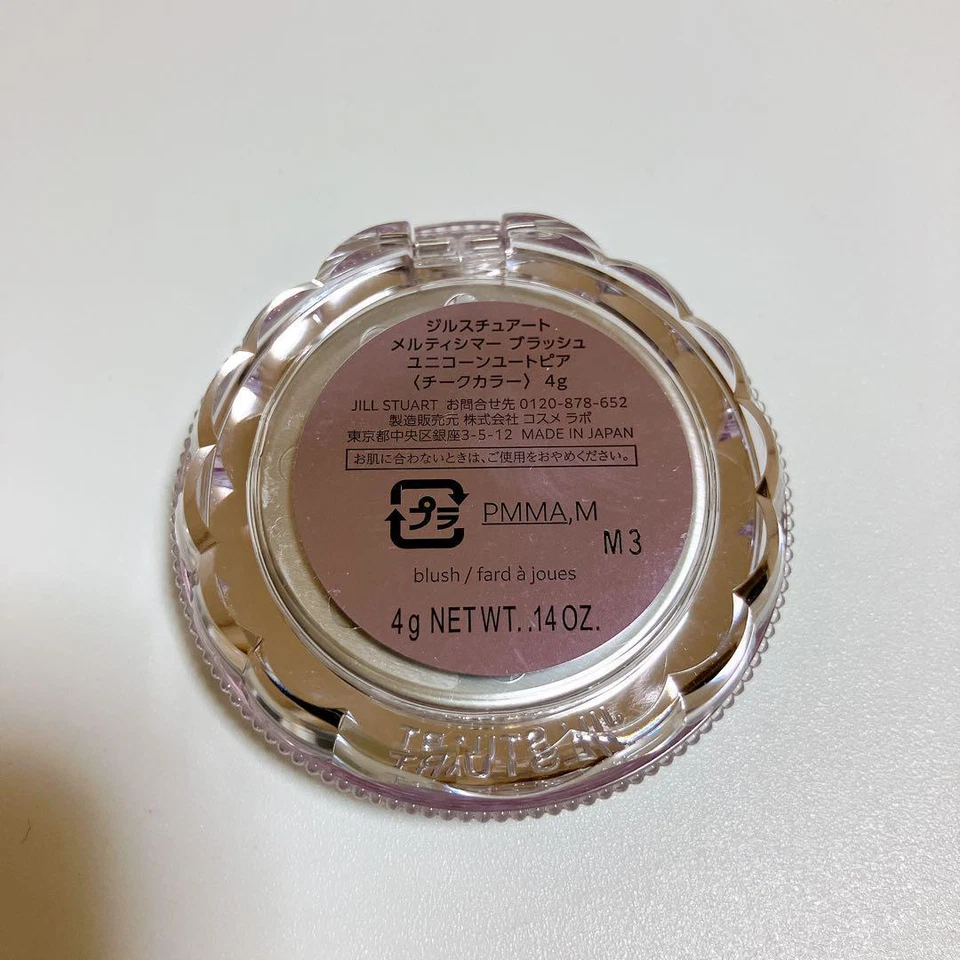 ジルスチュアート
メルティシマー ブラッシュ
ユニコーンユートピア
〈チークカラー〉 4g
JILL STUART お問合せ先 0120-878-652
製造販売元 株式会社 コスメ ラボ
東京都中央区銀座3-5-12 MADE IN JAPAN
お肌に合わないときは、ご使用をおやめください。
プラ PMMA,M
M3
blush / fard à joues
4g NET WT. .14 OZ.
JILL STUART